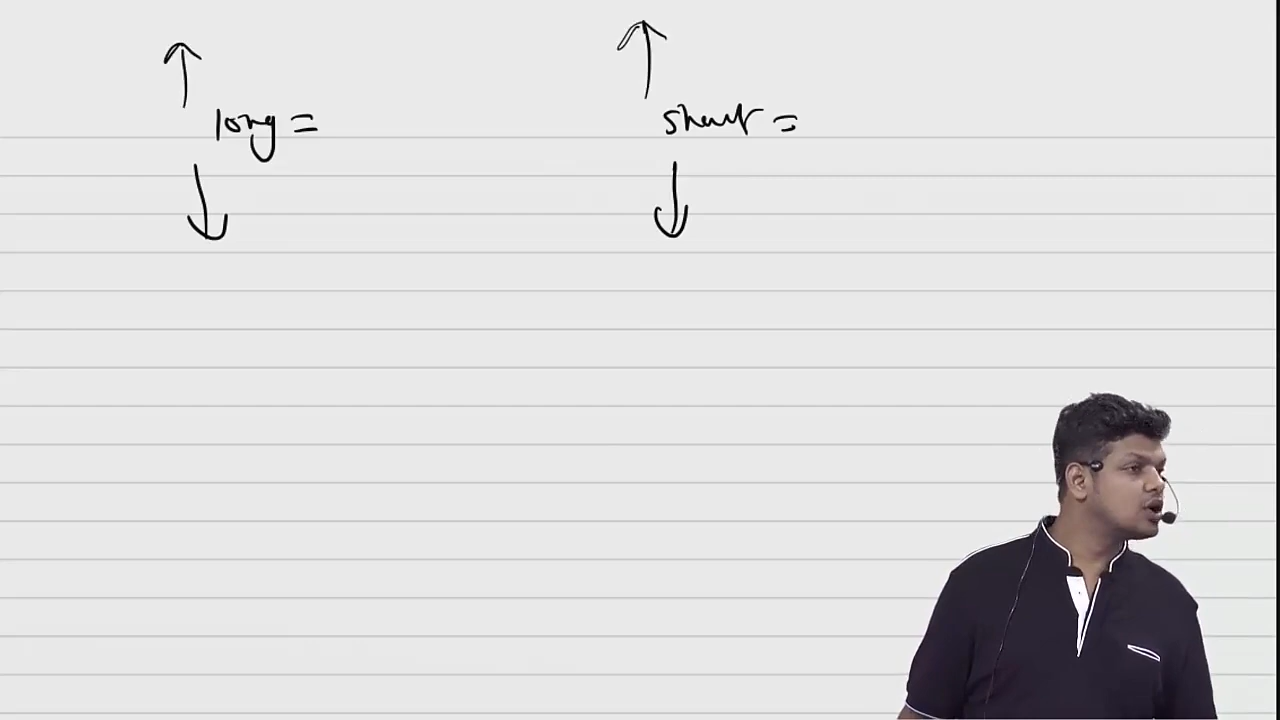 long =
short =